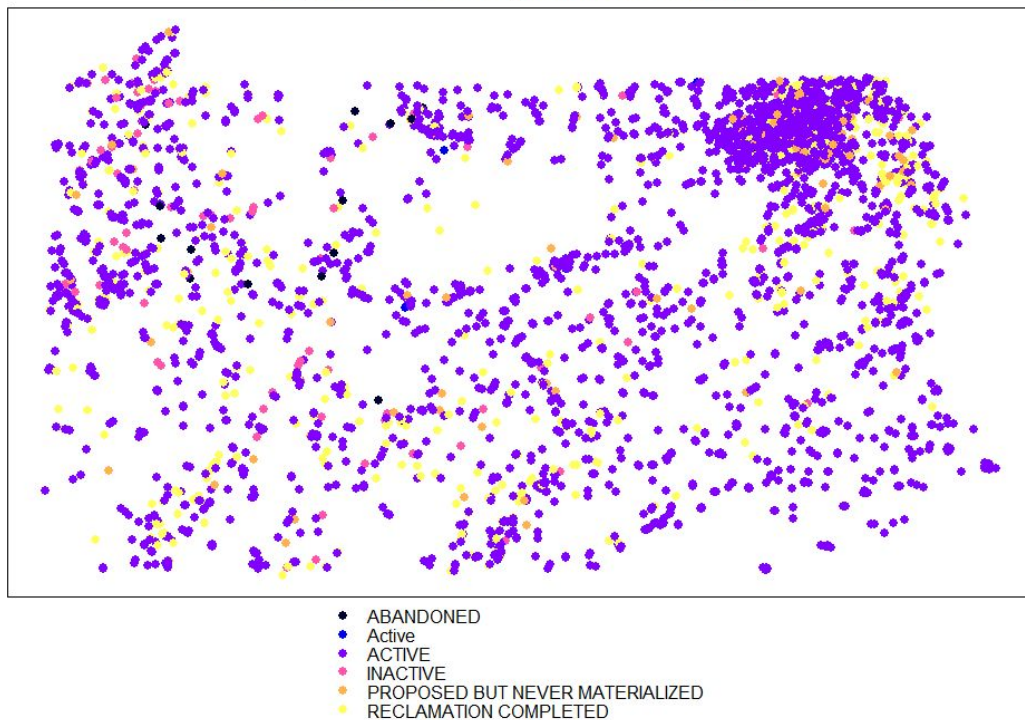 ABANDONED
Active
ACTIVE
INACTIVE
PROPOSED BUT NEVER MATERIALIZED
RECLAMATION COMPLETED